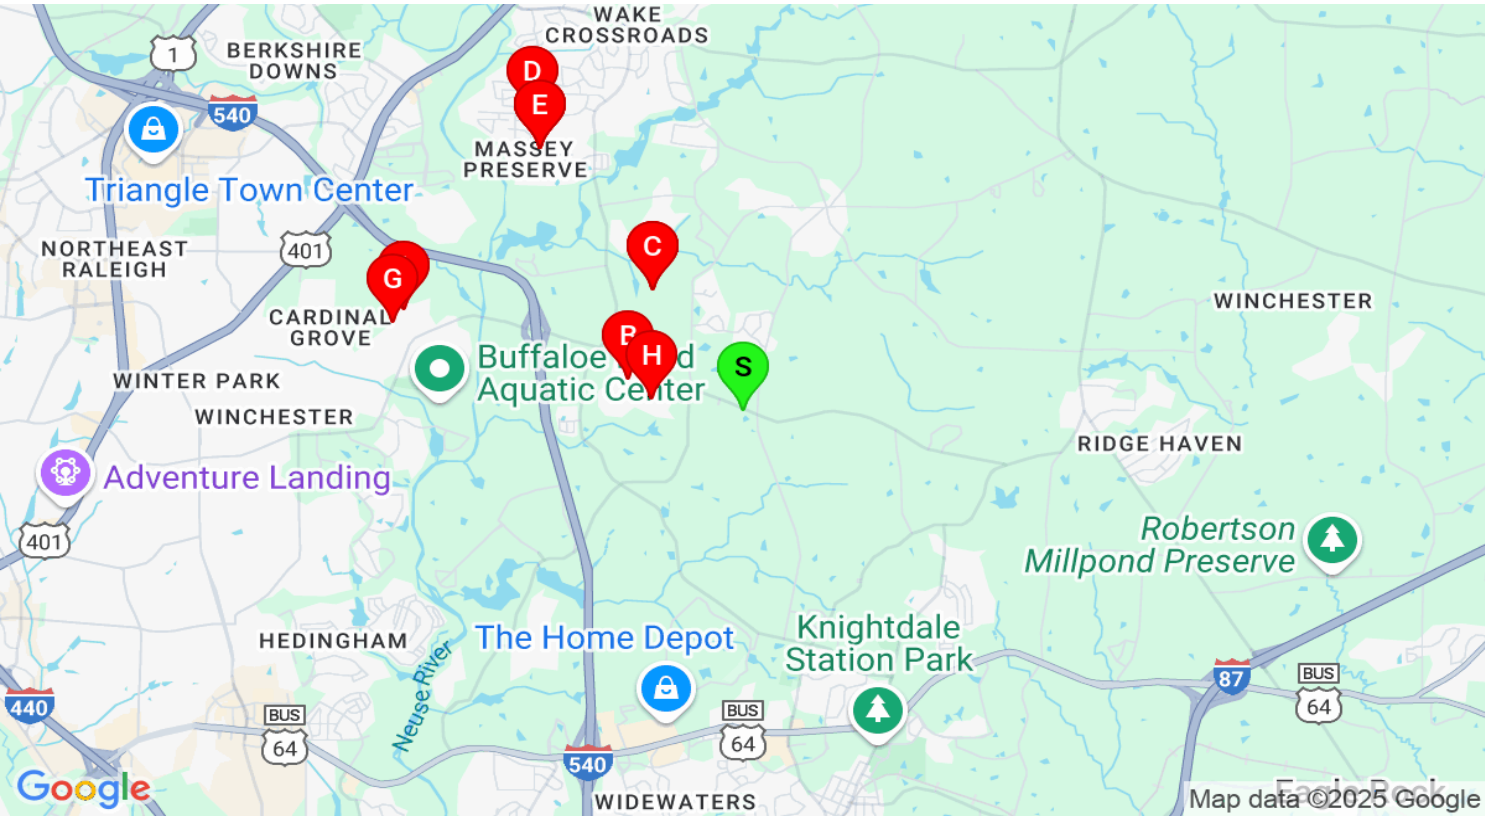 WAKE
CROSSROADS
1
BERKSHIRE
DOWNS
D
540
E
MASSEY
PRESERVE
Triangle Town Center
401
NORTHEAST
RALEIGH
C
G
WINCHESTER
CARDINAL
GROVE
B
H
S
Buffaloe
Aquatic Center
WINTER PARK
WINCHESTER
RIDGE HAVEN
Adventure Landing
401
Robertson
Millpond Preserve
HEDINGHAM
The Home Depot
Knightdale
Station Park
Neuse River
87
BUS
64
440
BUS
64
BUS
64
540
Google
WIDEWATERS
Eagle Rock
Map data ©2025 Google